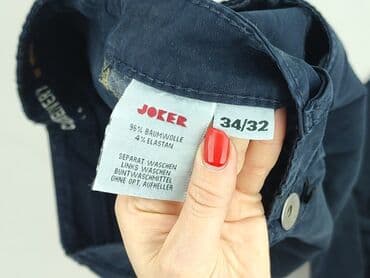 JOKER
96% BAUMWOLLE
4% ELASTAN
SEPARAT WASCHEN
LINKS WASCHEN
BUNTWASCHMITTEL
OHNE OPT. AUFHELLER
34/32